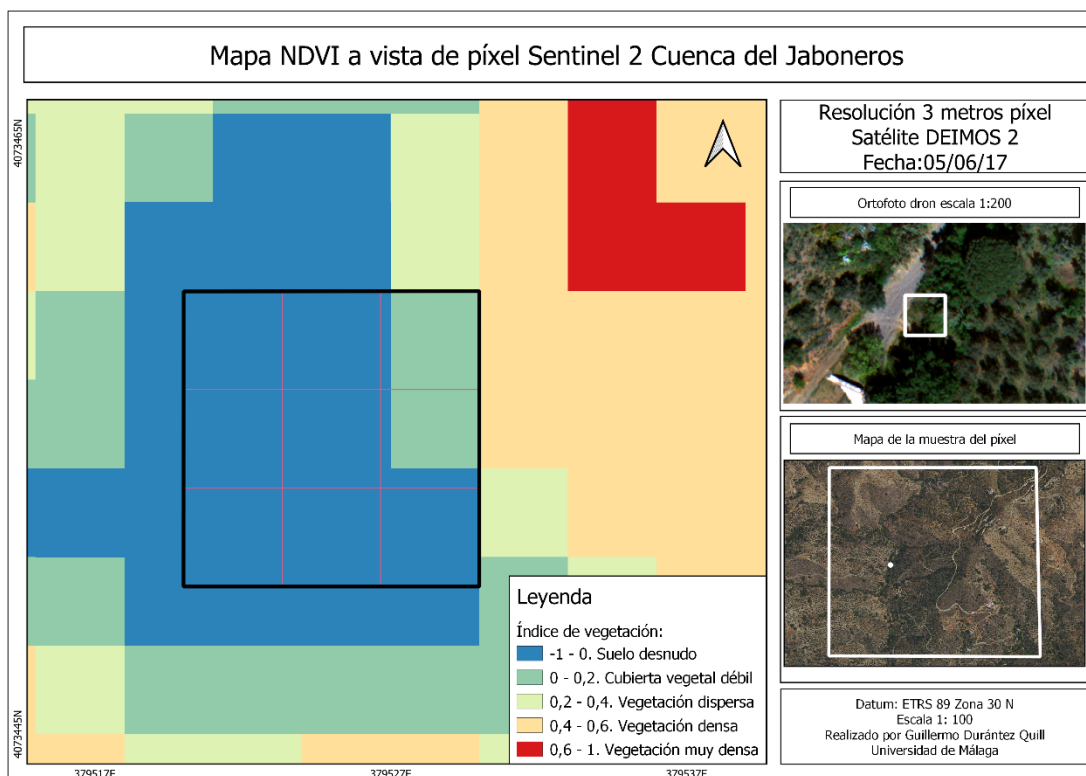 Mapa NDVI a vista de píxel Sentinel 2 Cuenca del Jaboneros
4073465N
4073445N
379517E
379527E
379537E
Leyenda
Índice de vegetación:
-1 - 0. Suelo desnudo
0 - 0,2. Cubierta vegetal débil
0,2 - 0,4. Vegetación dispersa
0,4 - 0,6. Vegetación densa
0,6 - 1. Vegetación muy densa
Resolución 3 metros píxel
Satélite DEIMOS 2
Fecha:05/06/17
Ortofoto dron escala 1:200
Mapa de la muestra del píxel
Datum: ETRS 89 Zona 30 N
Escala 1: 100
Realizado por Guillermo Durántez Quill
Universidad de Málaga